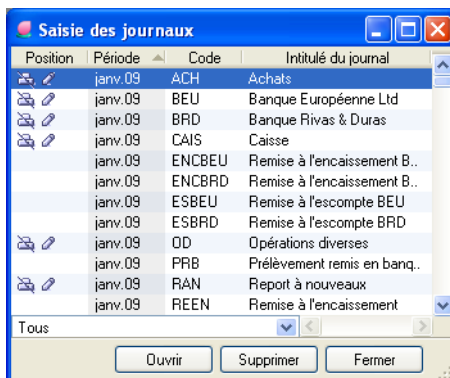 Saisie des journaux
Position Période Code Intitulé du journal
janv.09 ACH Achats
janv.09 BEU Banque Européenne Ltd
janv.09 BRD Banque Rivas & Duras
janv.09 CAIS Caisse
janv.09 ENCBEU Remise à l'encaissement B..
janv.09 ENCBRD Remise à l'encaissement B..
janv.09 ESBEU Remise à l'escompte BEU
janv.09 ESBRD Remise à l'escompte BRD
janv.09 OD Opérations diverses
janv.09 PRB Prélèvement remis en banq..
janv.09 RAN Report à nouveaux
janv.09 REEN Remise à l'encaissement
Tous
Ouvrir Supprimer Fermer